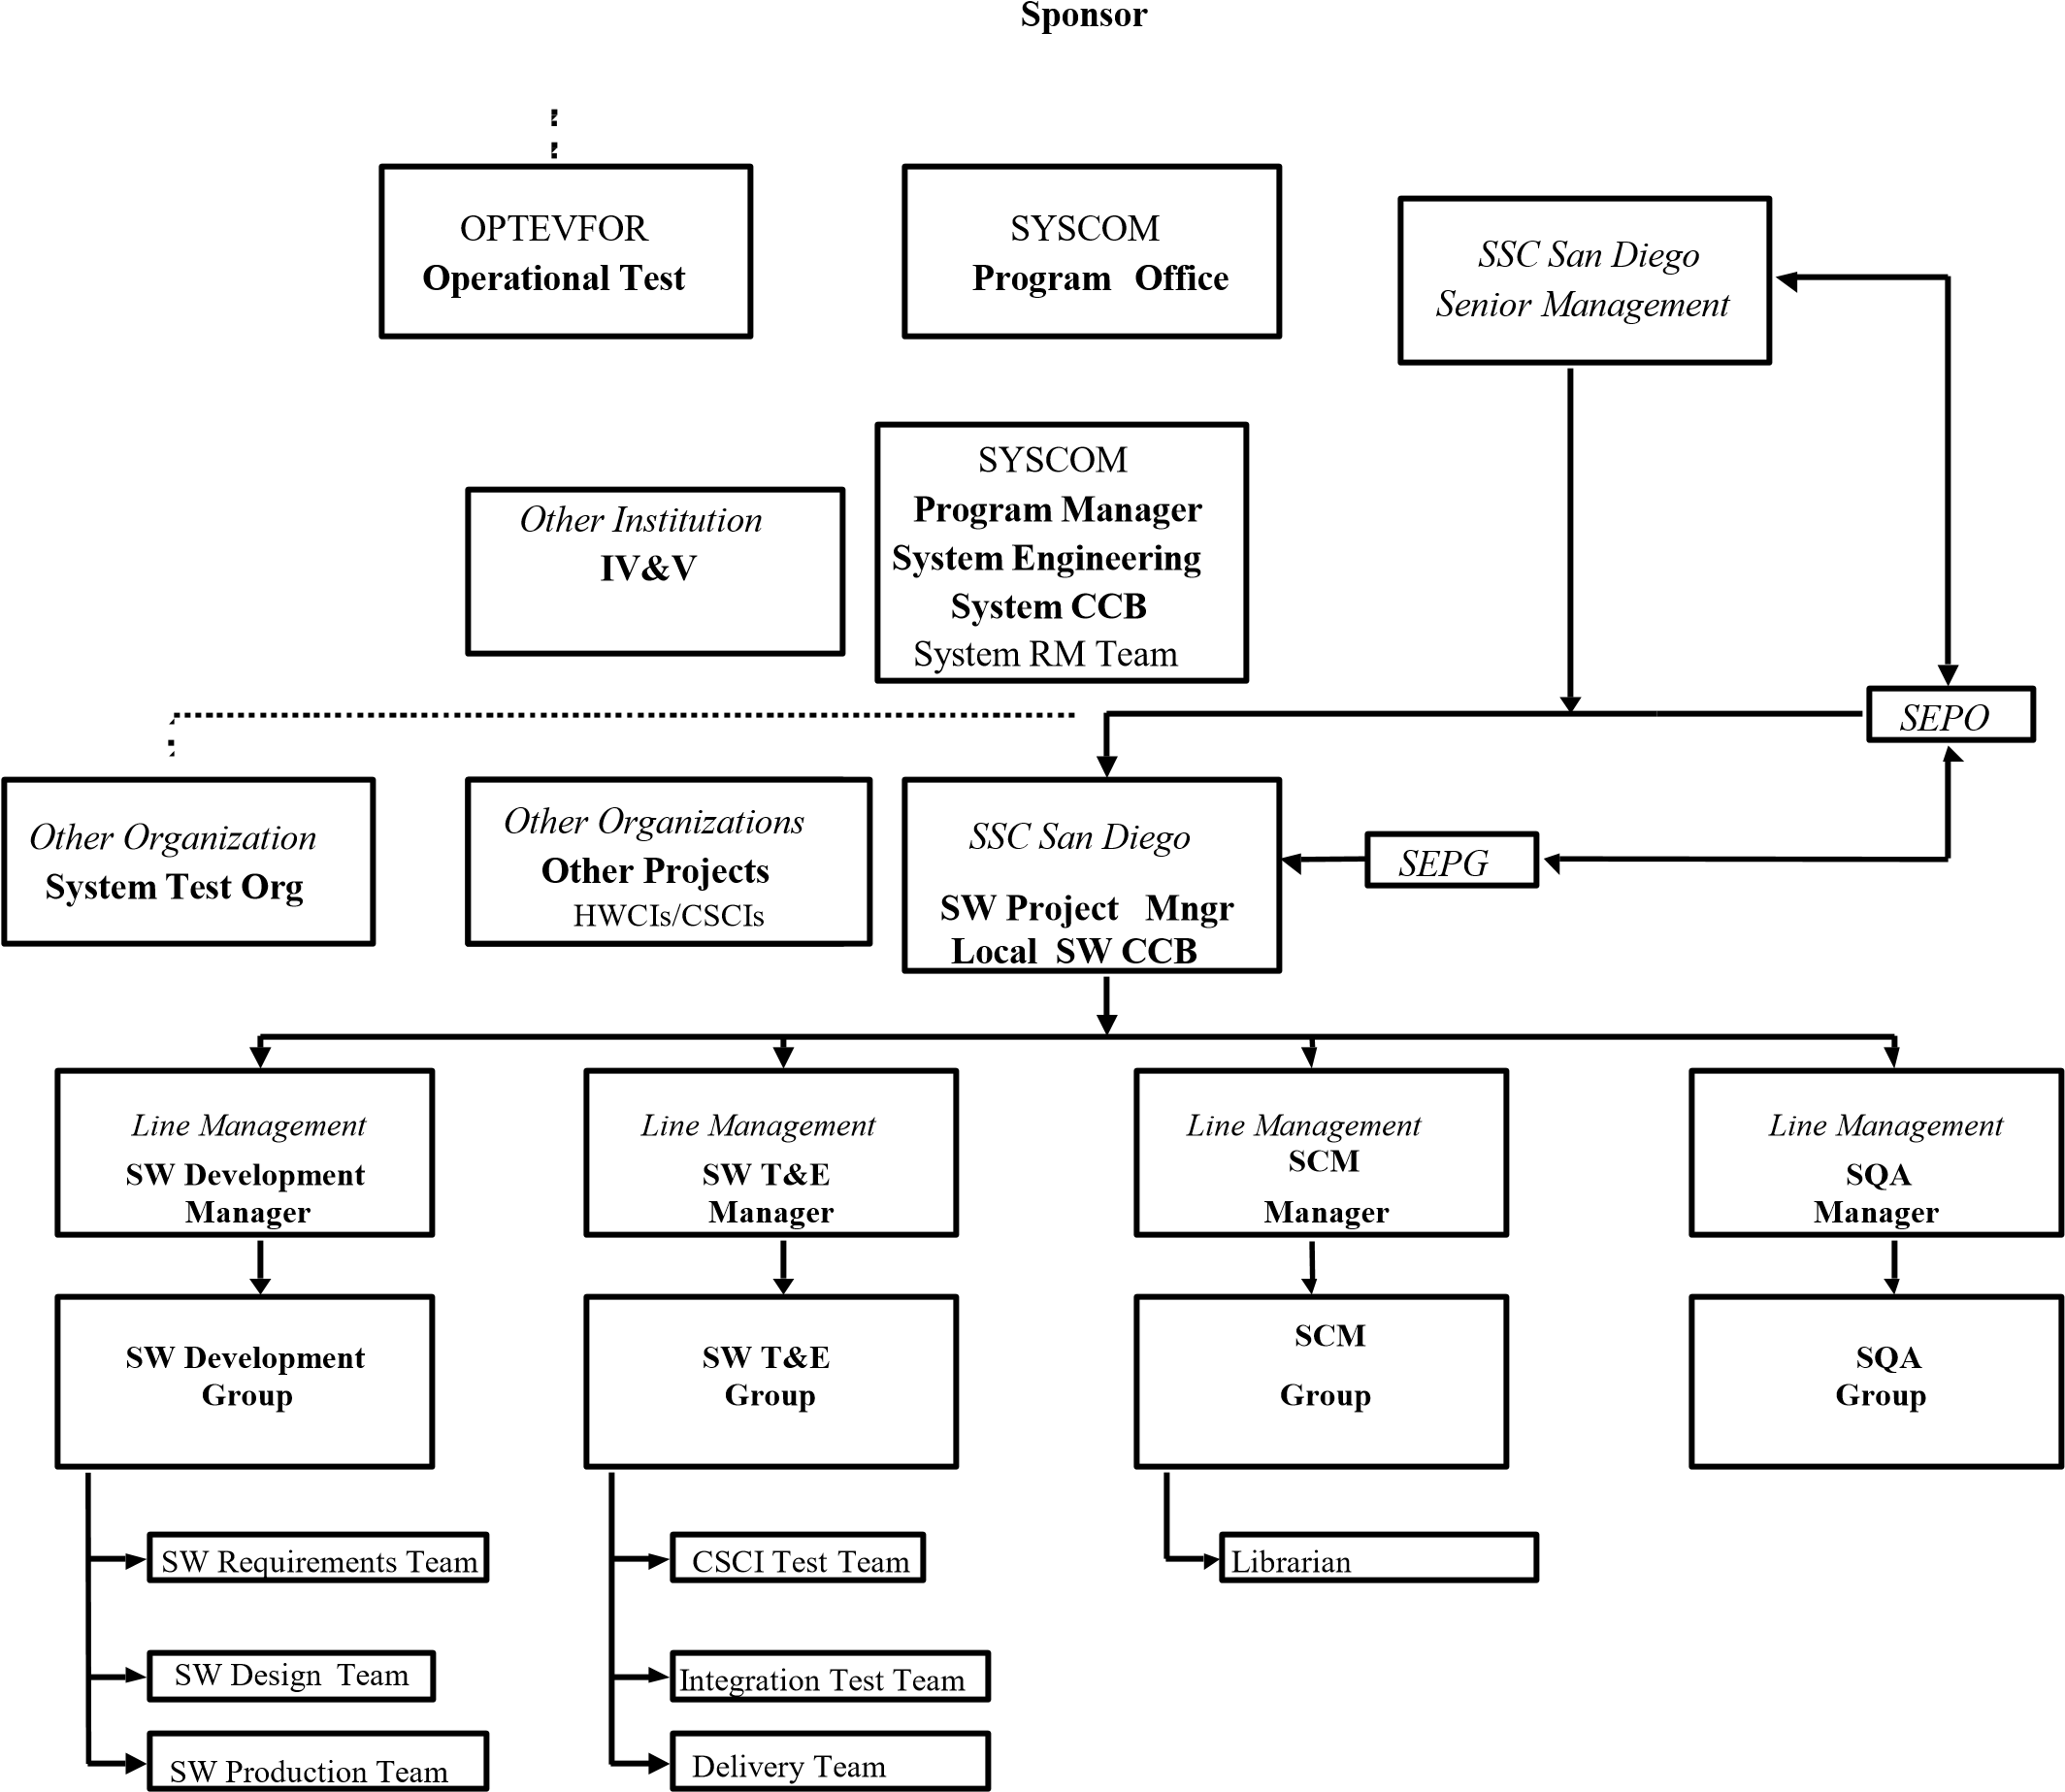 Sponsor
OPTEVFOR
Operational Test
SYSCOM
Program Office
SSC San Diego
Senior Management
Other Institution
IV&V
SYSCOM
Program Manager
System Engineering
System CCB
System RM Team
SEPO
Other Organization
System Test Org
Other Organizations
Other Projects
HWCIs/CSCIs
SSC San Diego
SW Project Mngr
Local SW CCB
SEPG
Line Management
SW Development
Manager
Line Management
SW T&E
Manager
Line Management
SCM
Manager
Line Management
SQA
Manager
SW Development
Group
SW T&E
Group
SCM
Group
SQA
Group
SW Requirements Team
CSCI Test Team
Librarian
SW Design Team
Integration Test Team
SW Production Team
Delivery Team